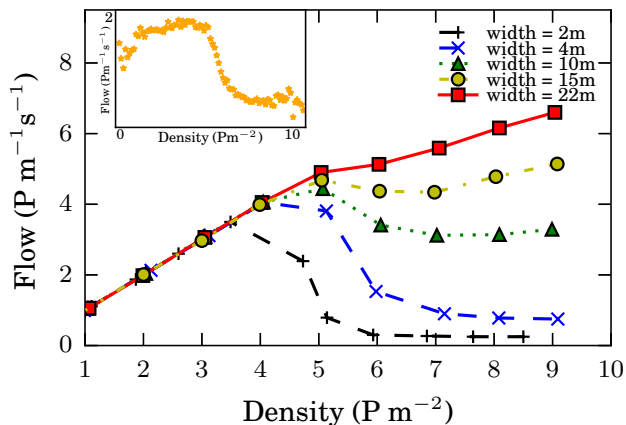 Flow (P m⁻¹s⁻¹)
8
6
4
2
0
1 2 3 4 5 6 7 8 9 10
Density (P m⁻²)
width = 2m
width = 4m
width = 10m
width = 15m
width = 22m
Flow (Pm⁻¹s⁻¹)
2
0 10
Density (Pm⁻²)